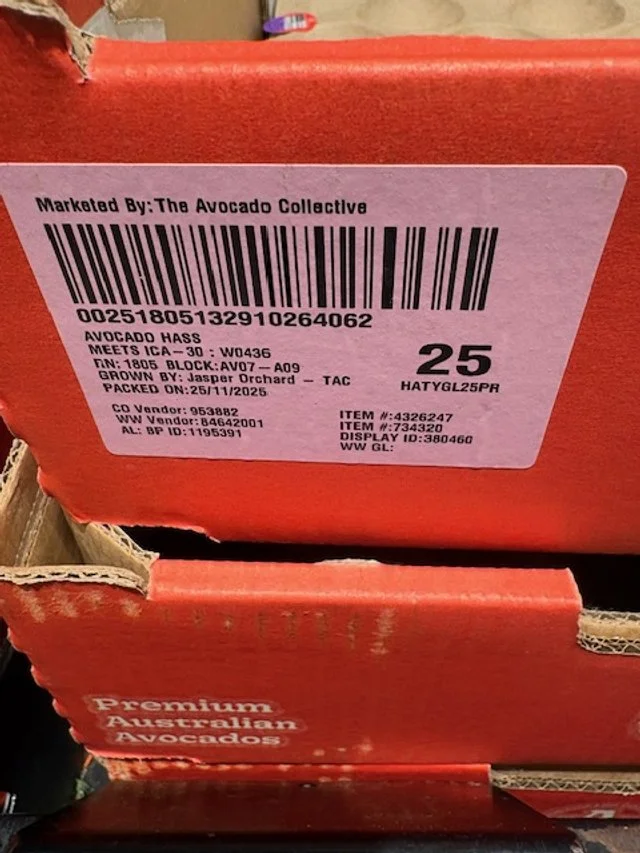 Marketed By: The Avocado Collective
00251805132910264062
AVOCADO HASS
MEETS ICA-30 : W0436
FIN: 1805 BLOCK:AV07-A09
GROWN BY: Jasper Orchard - TAC
PACKED ON:25/11/2025
25
HATYGL25PR
CO Vendor: 953882
WW Vendor: 84642001
AL: BP ID:1195391
ITEM #:4326247
ITEM #:734320
DISPLAY ID:380460
WW GL:
Premium
Australian
Avocados